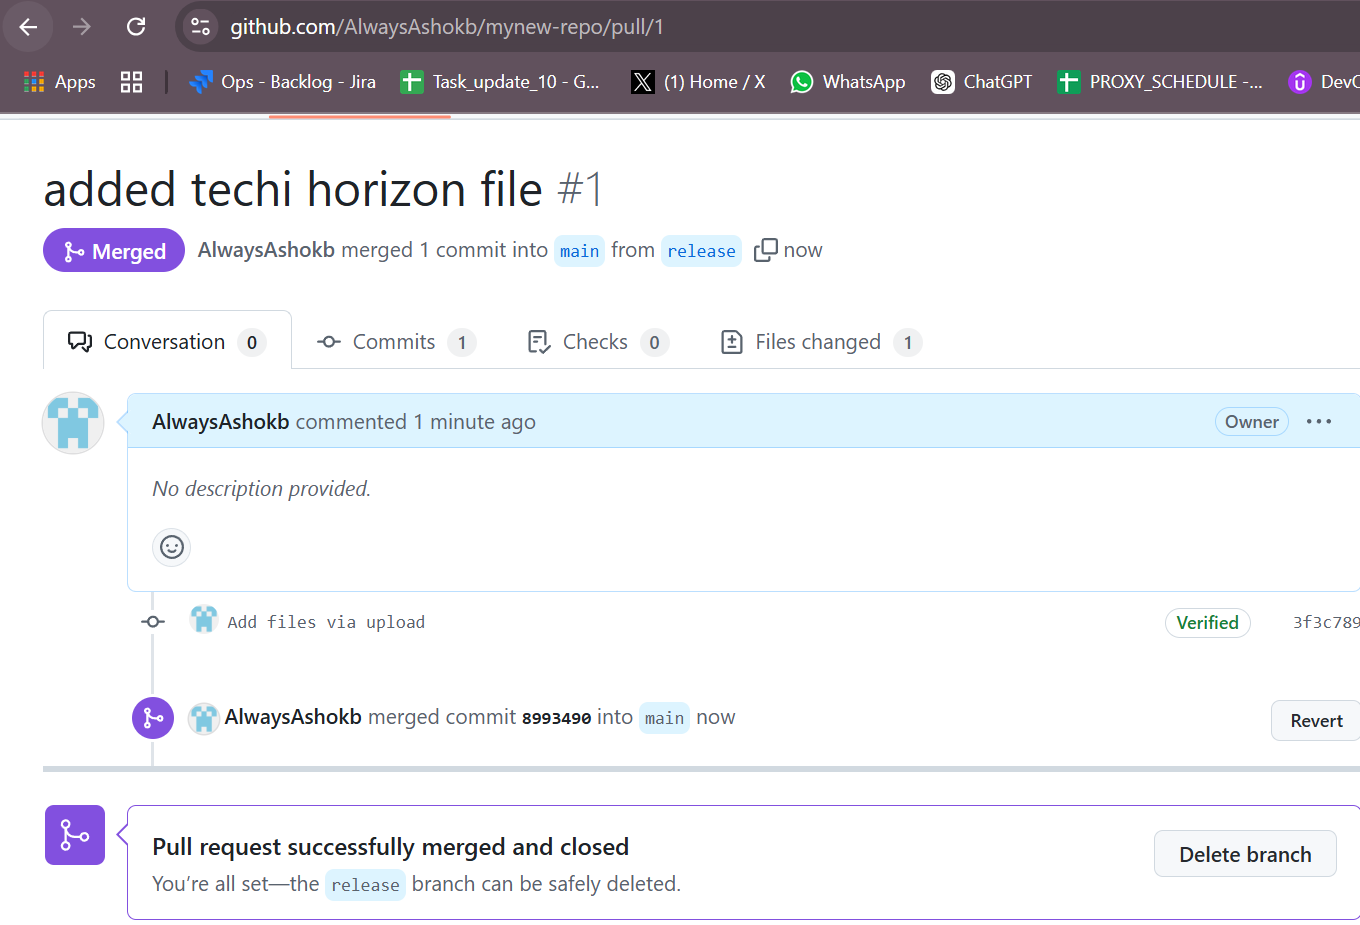 github.com/AlwaysAshokb/mynew-repo/pull/1
Apps Ops - Backlog - Jira Task_update_10 - G... (1) Home / X WhatsApp ChatGPT PROXY_SCHEDULE -... DevO
added techi horizon file #1
Merged AlwaysAshokb merged 1 commit into main from release now
Conversation 0 Commits 1 Checks 0 Files changed 1
AlwaysAshokb commented 1 minute ago Owner ...
No description provided.
Add files via upload Verified 3f3c789
AlwaysAshokb merged commit 8993490 into main now Revert
Pull request successfully merged and closed
You’re all set—the release branch can be safely deleted.
Delete branch